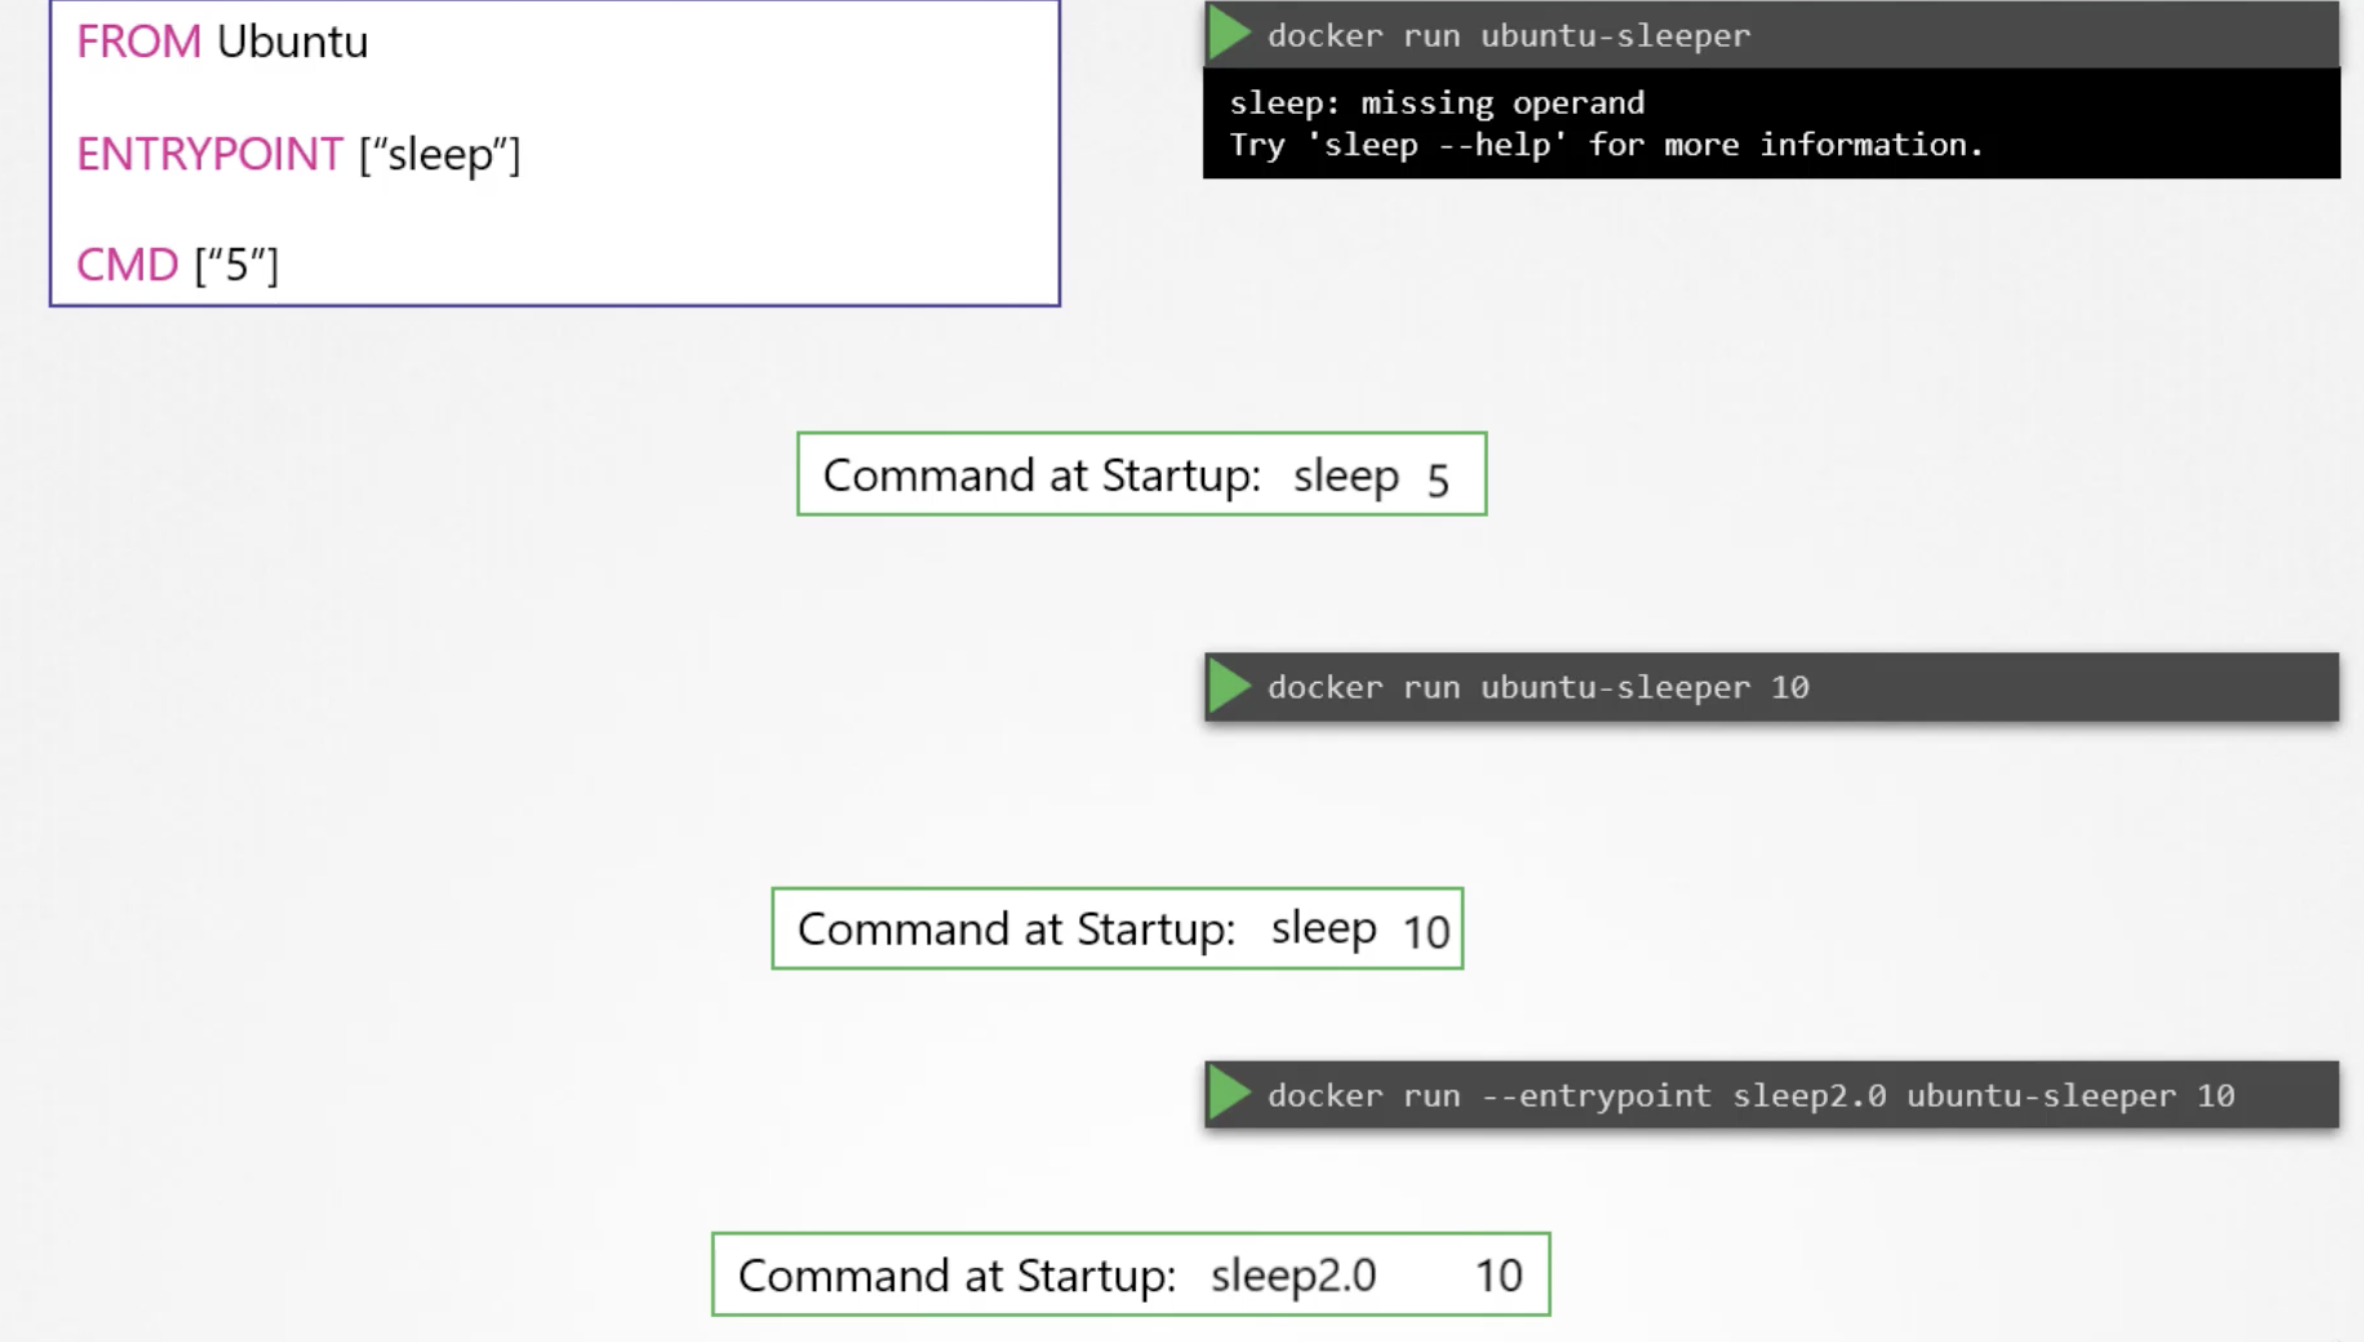 FROM Ubuntu
ENTRYPOINT [“sleep”]
CMD [“5”]
docker run ubuntu-sleeper
sleep: missing operand
Try 'sleep --help' for more information.
Command at Startup: sleep 5
docker run ubuntu-sleeper 10
Command at Startup: sleep 10
docker run --entrypoint sleep2.0 ubuntu-sleeper 10
Command at Startup: sleep2.0 10